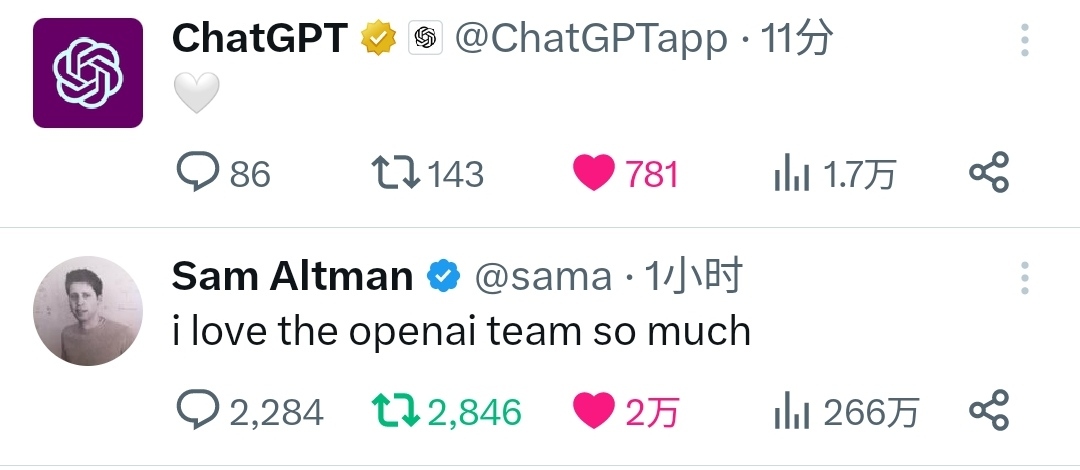 ChatGPT @ChatGPTapp · 11分
🤍
86 143 781 1.7万
Sam Altman @sama · 1小时
i love the openai team so much
2,284 2,846 2万 266万